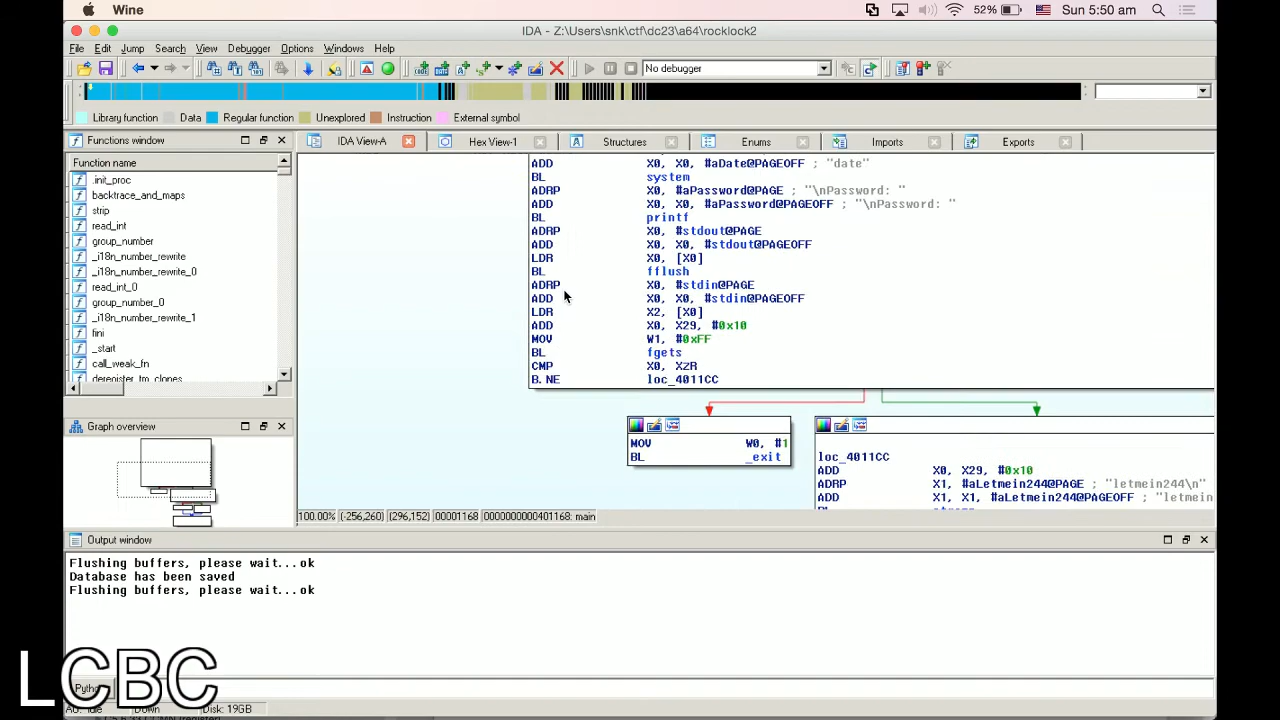 Wine
52%
Sun 5:50 am
IDA - Z:\Users\snk\ctf\dc23\a64\rocklock2
File Edit Jump Search View Debugger Options Windows Help
No debugger
Library function Data Regular function Unexplored Instruction External symbol
Functions window
IDA View-A
Hex View-1
Structures
Enums
Imports
Exports
Function name
.init_proc
backtrace_and_maps
strip
read_int
group_number
_i18n_number_rewrite
_i18n_number_rewrite_0
read_int_0
group_number_0
_i18n_number_rewrite_1
fini
_start
call_weak_fn
deregister_tm_clones
ADD X0, X0, #aDate@PAGEOFF ; "date"
BL system
ADRP X0, #aPassword@PAGE ; "\nPassword: "
ADD X0, X0, #aPassword@PAGEOFF ; "\nPassword: "
BL printf
ADRP X0, #stdout@PAGE
ADD X0, X0, #stdout@PAGEOFF
LDR X0, [X0]
BL fflush
ADRP X0, #stdin@PAGE
ADD X0, X0, #stdin@PAGEOFF
LDR X2, [X0]
ADD X0, X29, #0x10
MOV W1, #0xFF
BL fgets
CMP X0, XZR
B.NE loc_4011CC
MOV W0, #1
BL _exit
loc_4011CC
ADD X0, X29, #0x10
ADRP X1, #aLetmein244@PAGE ; "letmein244\n"
ADD X1, X1, #aLetmein244@PAGEOFF ; "letmein
Graph overview
100.00% (-256,260) (296,152) 00001168 0000000000401168: main
Output window
Flushing buffers, please wait...ok
Database has been saved
Flushing buffers, please wait...ok
LCBC
Python
AU: idle Down Disk: 19GB